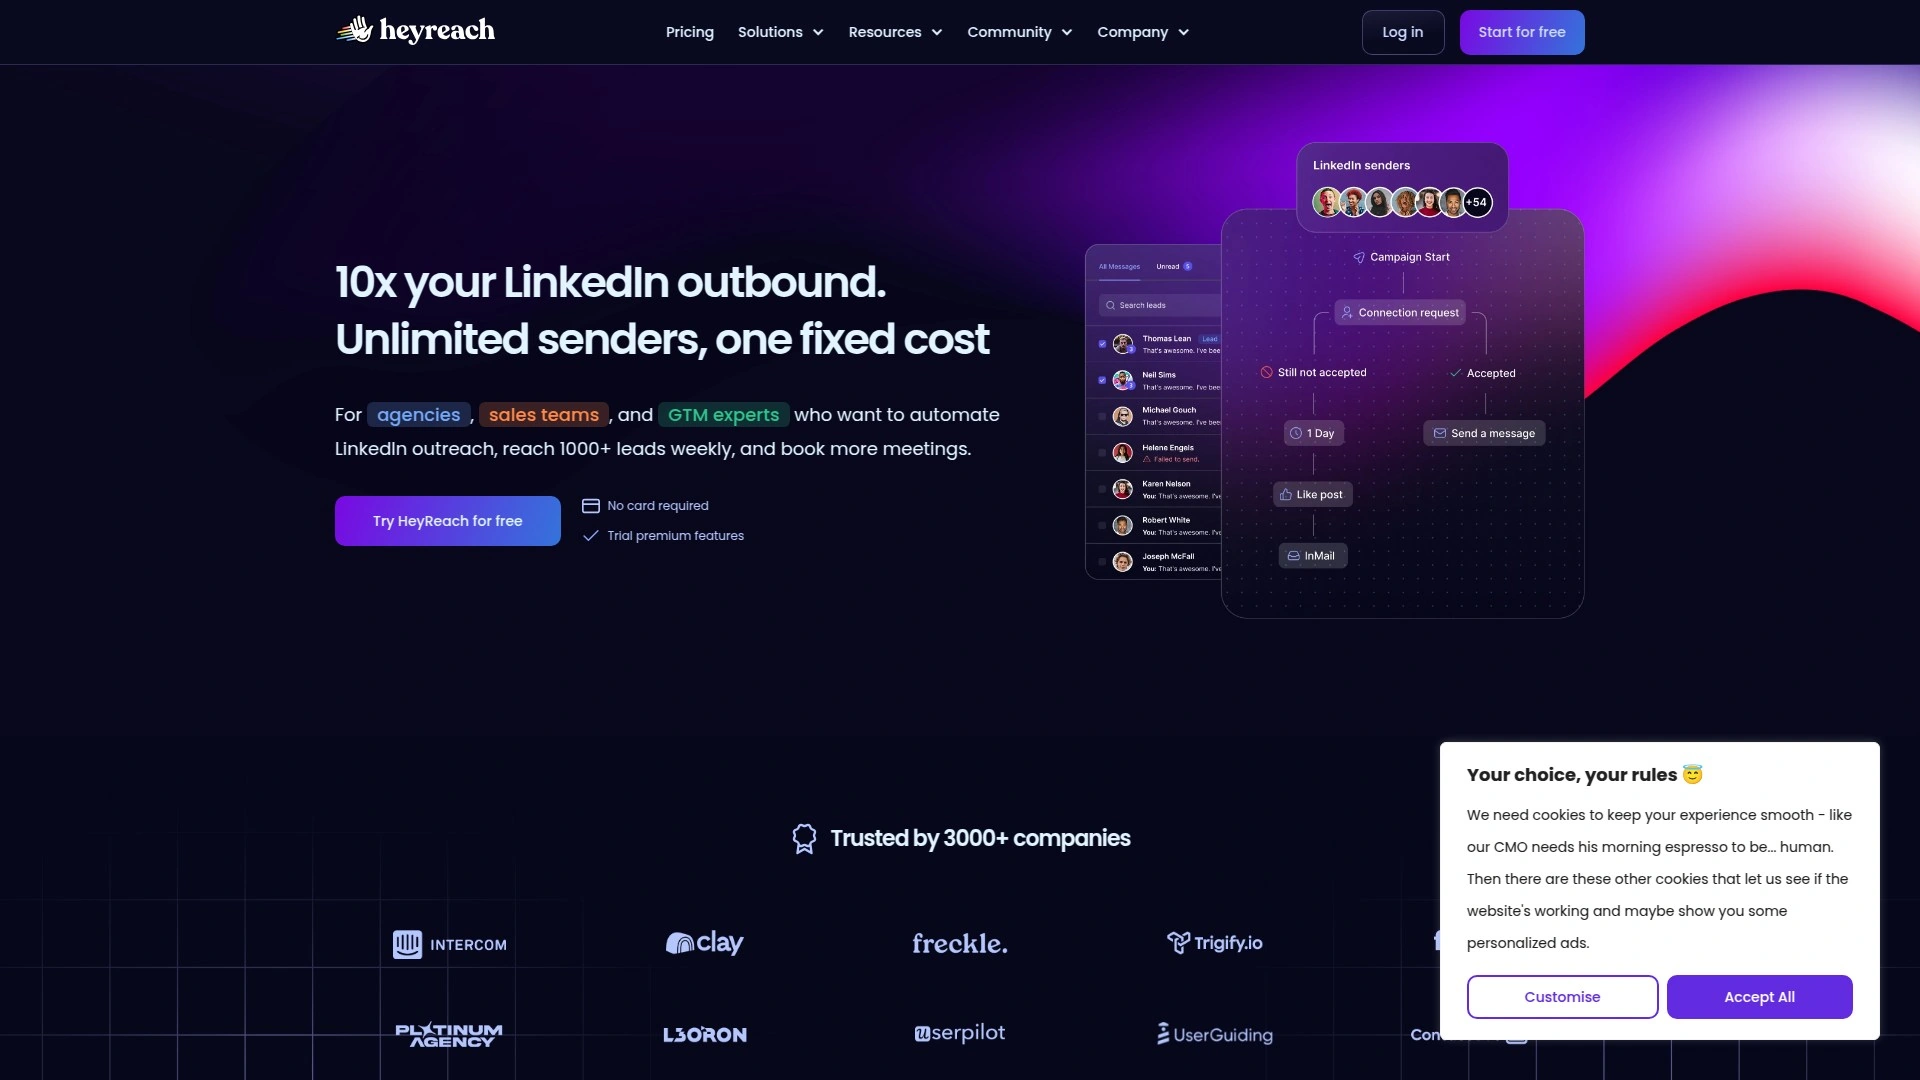 heyreach
Pricing
Solutions
Resources
Community
Company
Log in
Start for free
10x your LinkedIn outbound.
Unlimited senders, one fixed cost
For agencies, sales teams, and GTM experts who want to automate
LinkedIn outreach, reach 1000+ leads weekly, and book more meetings.
Try HeyReach for free
No card required
Trial premium features
LinkedIn senders
+54
All Messages
Unread 5
Search leads
Thomas Lean Lead
That's awesome. I've
Neil Sims
That's awesome. I've
Michael Gouch
That's awesome. I've
Helene Engels
Failed to send.
Karen Nelson
You: That's awesome. I've
Robert White
You: That's awesome. I've
Joseph McFall
You: That's awesome. I've
Campaign Start
Connection request
Still not accepted
Accepted
1 Day
Send a message
Like post
InMail
Trusted by 3000+ companies
INTERCOM
clay
freckle.
Trigify.io
PLATINUM
AGENCY
L3ORON
userpilot
UserGuiding
Your choice, your rules 😇
We need cookies to keep your experience smooth - like
our CMO needs his morning espresso to be... human.
Then there are these other cookies that let us see if the
website's working and maybe show you some
personalized ads.
Customise
Accept All